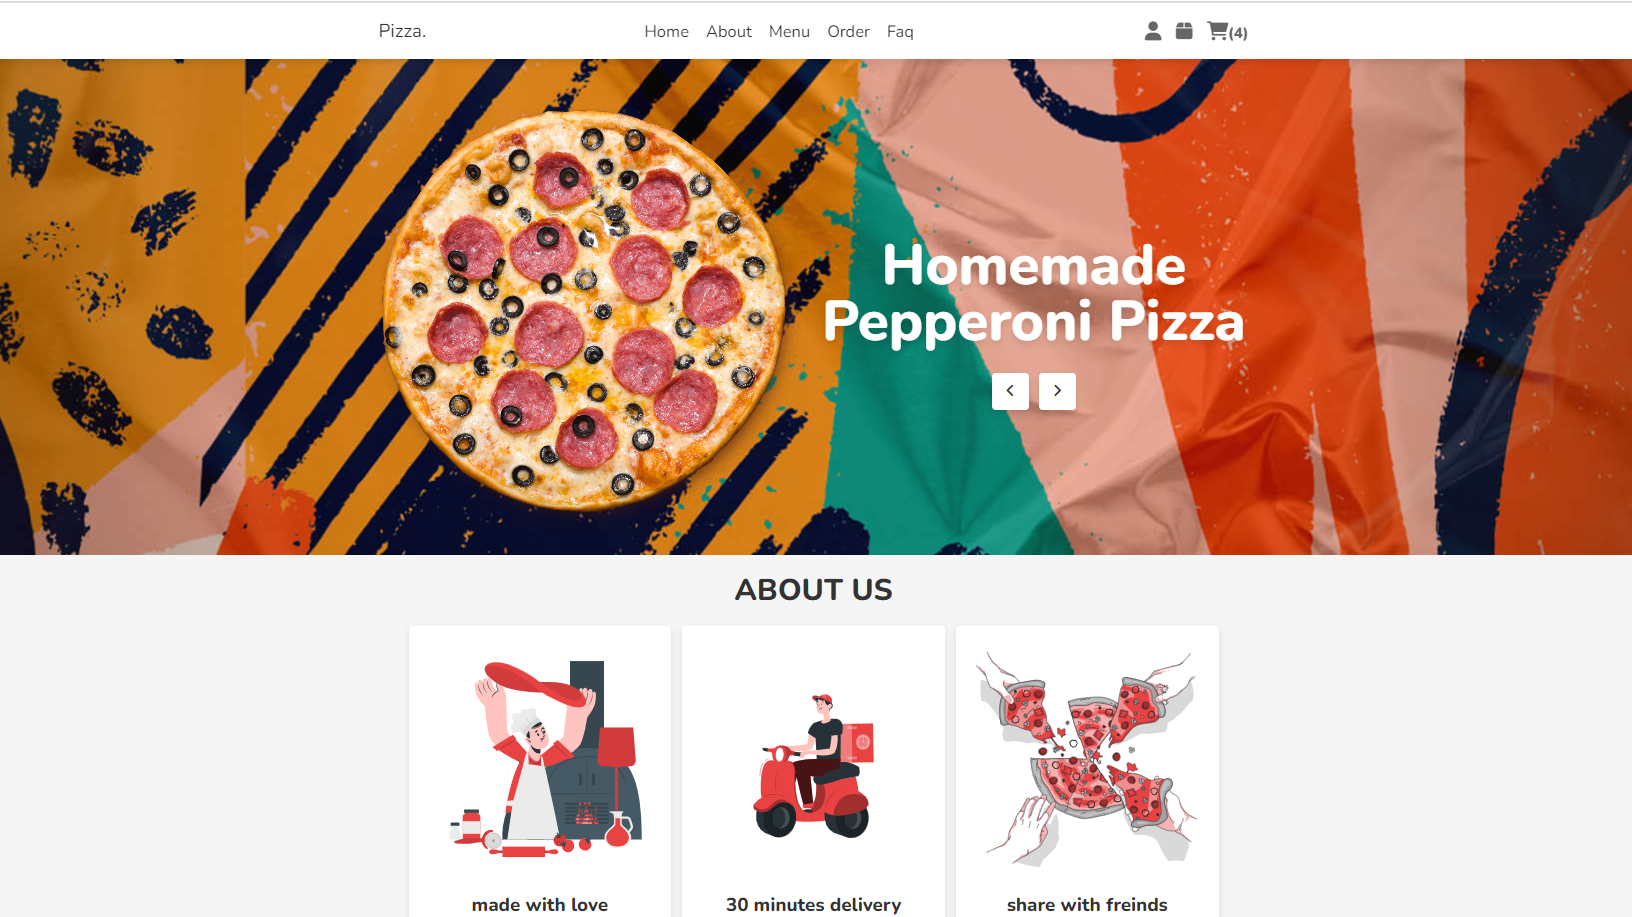 Pizza.
Home About Menu Order Faq
(4)
Homemade
Pepperoni Pizza
ABOUT US
made with love
30 minutes delivery
share with freinds